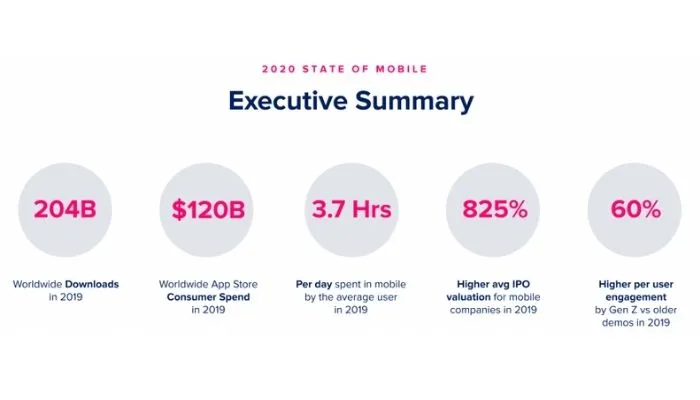 2020 STATE OF MOBILE
Executive Summary
204B
Worldwide Downloads
in 2019
$120B
Worldwide App Store
Consumer Spend
in 2019
3.7 Hrs
Per day spent in mobile
by the average user
in 2019
825%
Higher avg IPO
valuation for mobile
companies in 2019
60%
Higher per user
engagement
by Gen Z vs older
demos in 2019